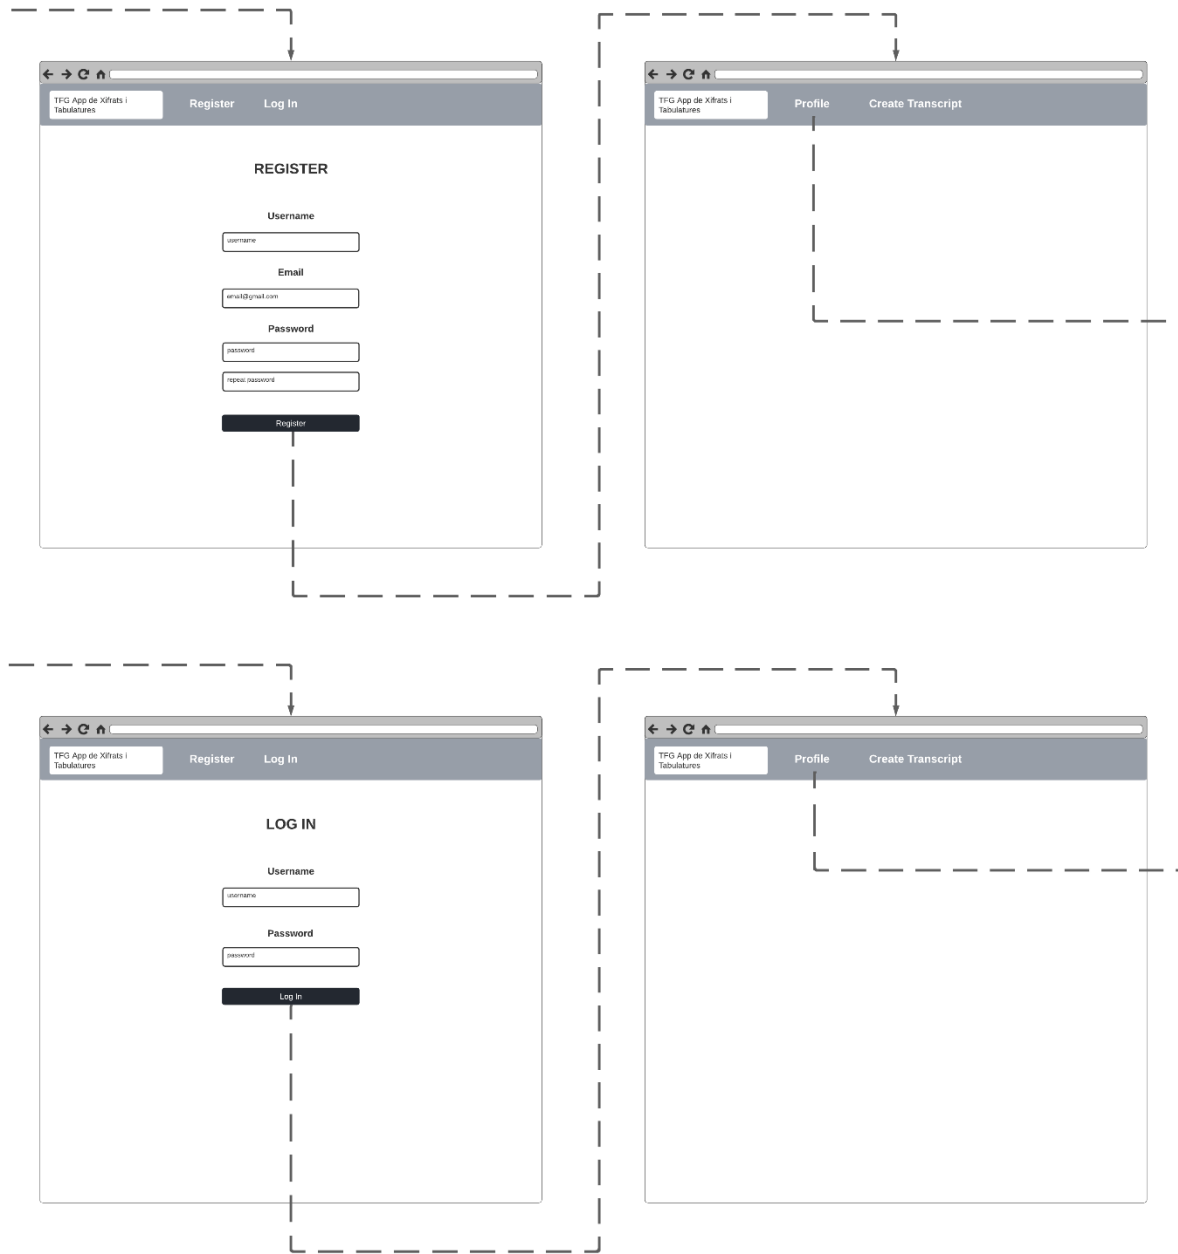 TFG App de Xifrats i
Tabulatures
Register
Log In
REGISTER
Username
username
Email
email@gmail.com
Password
password
repeat password
Register
TFG App de Xifrats i
Tabulatures
Profile
Create Transcript
TFG App de Xifrats i
Tabulatures
Register
Log In
LOG IN
Username
username
Password
password
Log In
TFG App de Xifrats i
Tabulatures
Profile
Create Transcript